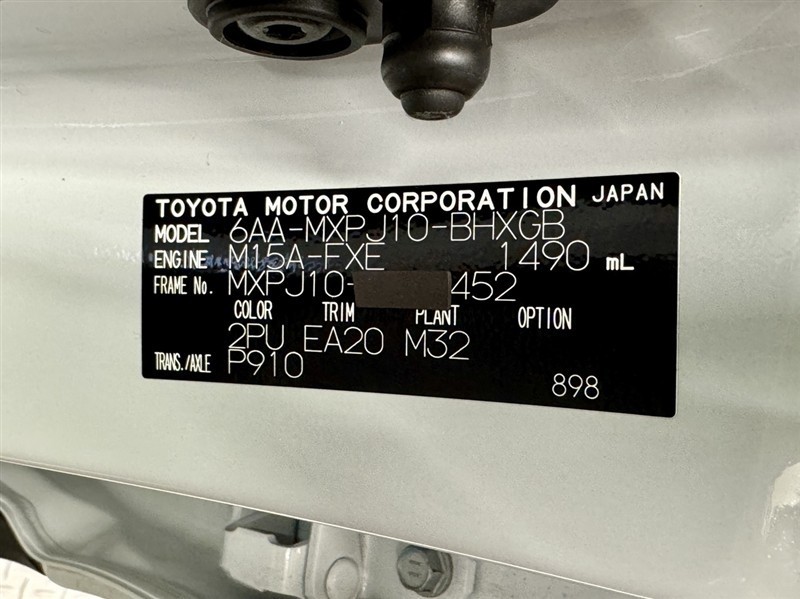 TOYOTA MOTOR CORPORATION JAPAN
MODEL 6AA-MXPJ10-BHXGB
ENGINE M15A-FXE 1490 mL
FRAME No. MXPJ10- 452
COLOR TRIM PLANT OPTION
2PU EA20 M32
TRANS./AXLE P910
898